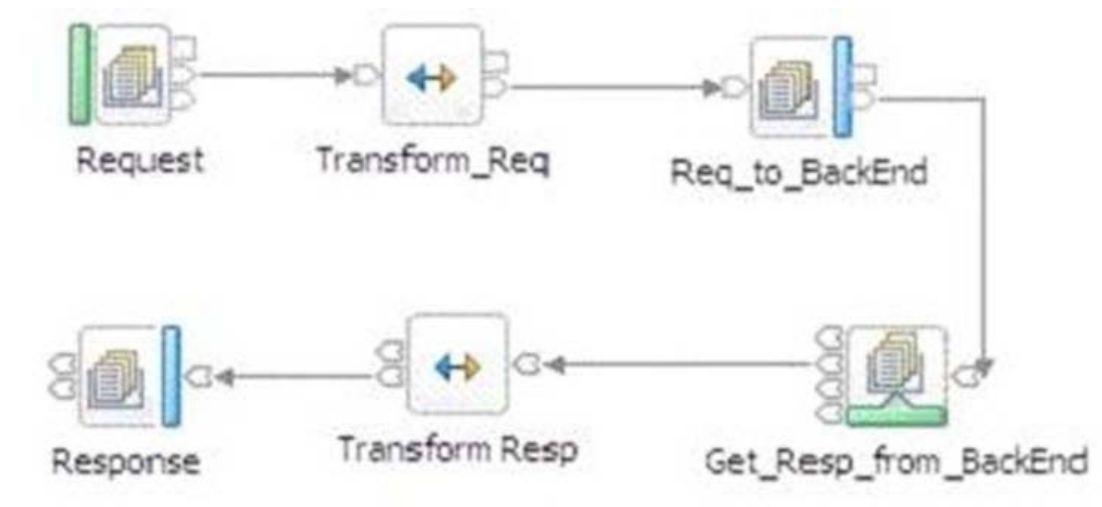 Request
Transform_Req
Req_to_BackEnd
Response
Transform Resp
Get_Resp_from_BackEnd